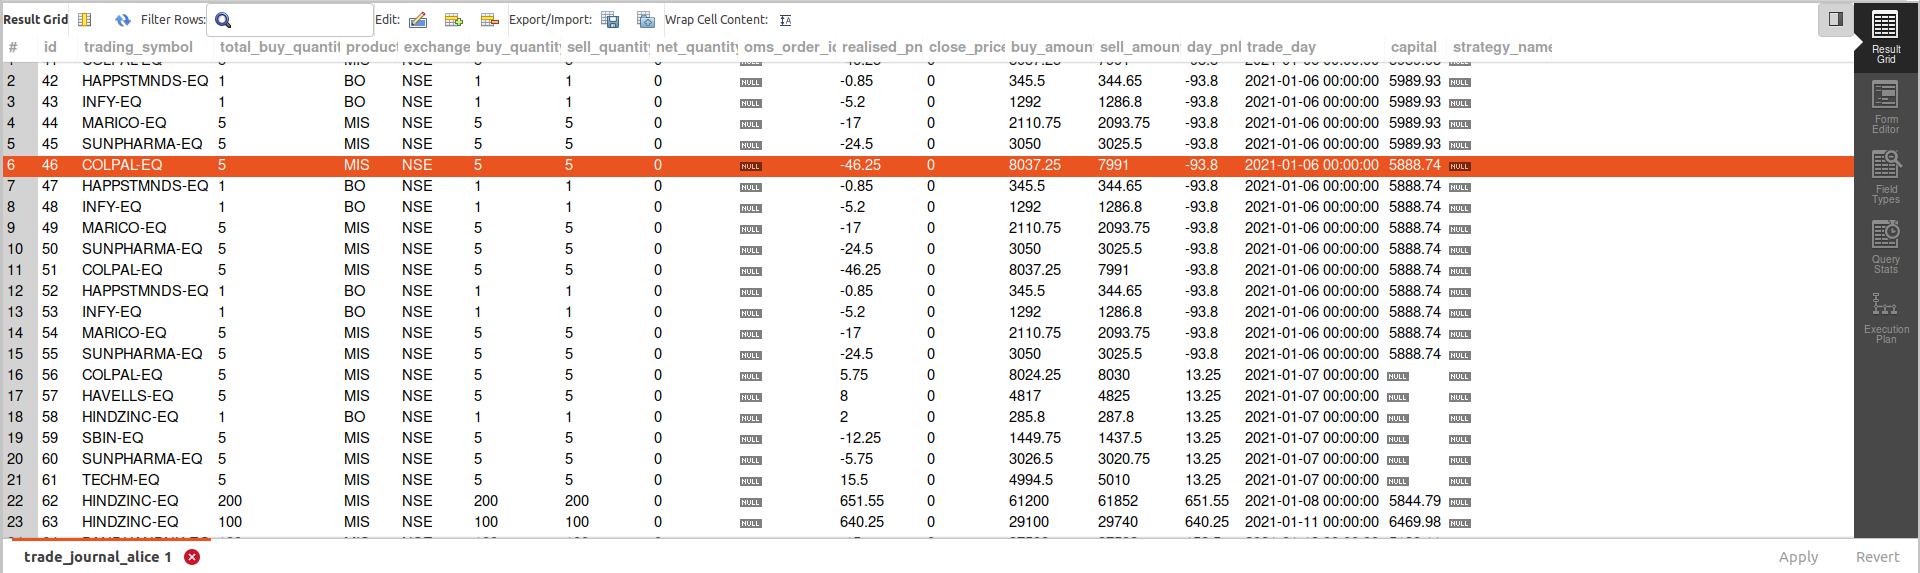 Result Grid Filter Rows: Edit: Export/Import: Wrap Cell Content:
# id trading_symbol total_buy_quantit product exchange buy_quantity sell_quantity net_quantity oms_order_id realised_pn close_price buy_amoun sell_amoun day_pnl trade_day capital strategy_name
2 42 HAPPSTMNDS-EQ 1 BO NSE 1 1 0 NULL -0.85 0 345.5 344.65 -93.8 2021-01-06 00:00:00 5989.93 NULL
3 43 INFY-EQ 1 BO NSE 1 1 0 NULL -5.2 0 1292 1286.8 -93.8 2021-01-06 00:00:00 5989.93 NULL
4 44 MARICO-EQ 5 MIS NSE 5 5 0 NULL -17 0 2110.75 2093.75 -93.8 2021-01-06 00:00:00 5989.93 NULL
5 45 SUNPHARMA-EQ 5 MIS NSE 5 5 0 NULL -24.5 0 3050 3025.5 -93.8 2021-01-06 00:00:00 5989.93 NULL
6 46 COLPAL-EQ 5 MIS NSE 5 5 0 NULL -46.25 0 8037.25 7991 -93.8 2021-01-06 00:00:00 5888.74 NULL
7 47 HAPPSTMNDS-EQ 1 BO NSE 1 1 0 NULL -0.85 0 345.5 344.65 -93.8 2021-01-06 00:00:00 5888.74 NULL
8 48 INFY-EQ 1 BO NSE 1 1 0 NULL -5.2 0 1292 1286.8 -93.8 2021-01-06 00:00:00 5888.74 NULL
9 49 MARICO-EQ 5 MIS NSE 5 5 0 NULL -17 0 2110.75 2093.75 -93.8 2021-01-06 00:00:00 5888.74 NULL
10 50 SUNPHARMA-EQ 5 MIS NSE 5 5 0 NULL -24.5 0 3050 3025.5 -93.8 2021-01-06 00:00:00 5888.74 NULL
11 51 COLPAL-EQ 5 MIS NSE 5 5 0 NULL -46.25 0 8037.25 7991 -93.8 2021-01-06 00:00:00 5888.74 NULL
12 52 HAPPSTMNDS-EQ 1 BO NSE 1 1 0 NULL -0.85 0 345.5 344.65 -93.8 2021-01-06 00:00:00 5888.74 NULL
13 53 INFY-EQ 1 BO NSE 1 1 0 NULL -5.2 0 1292 1286.8 -93.8 2021-01-06 00:00:00 5888.74 NULL
14 54 MARICO-EQ 5 MIS NSE 5 5 0 NULL -17 0 2110.75 2093.75 -93.8 2021-01-06 00:00:00 5888.74 NULL
15 55 SUNPHARMA-EQ 5 MIS NSE 5 5 0 NULL -24.5 0 3050 3025.5 -93.8 2021-01-06 00:00:00 5888.74 NULL
16 56 COLPAL-EQ 5 MIS NSE 5 5 0 NULL 5.75 0 8024.25 8030 13.25 2021-01-07 00:00:00 NULL NULL
17 57 HAVELLS-EQ 5 MIS NSE 5 5 0 NULL 8 0 4817 4825 13.25 2021-01-07 00:00:00 NULL NULL
18 58 HINDZINC-EQ 1 BO NSE 1 1 0 NULL 2 0 285.8 287.8 13.25 2021-01-07 00:00:00 NULL NULL
19 59 SBIN-EQ 5 MIS NSE 5 5 0 NULL -12.25 0 1449.75 1437.5 13.25 2021-01-07 00:00:00 NULL NULL
20 60 SUNPHARMA-EQ 5 MIS NSE 5 5 0 NULL -5.75 0 3026.5 3020.75 13.25 2021-01-07 00:00:00 NULL NULL
21 61 TECHM-EQ 5 MIS NSE 5 5 0 NULL 15.5 0 4994.5 5010 13.25 2021-01-07 00:00:00 NULL NULL
22 62 HINDZINC-EQ 200 MIS NSE 200 200 0 NULL 651.55 0 61200 61852 651.55 2021-01-08 00:00:00 5844.79 NULL
23 63 HINDZINC-EQ 100 MIS NSE 100 100 0 NULL 640.25 0 29100 29740 640.25 2021-01-11 00:00:00 6469.98 NULL
trade_journal_alice 1 Apply Revert
Result
Grid
Form
Editor
Field
Types
Query
Stats
Execution
Plan